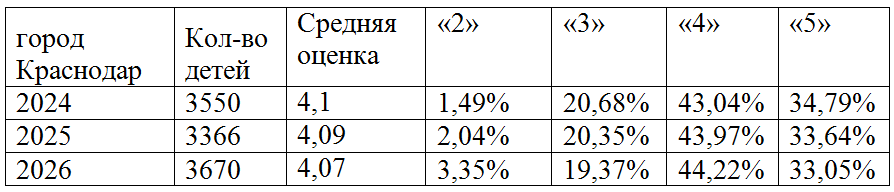 город Краснодар Кол-во детей Средняя оценка «2» «3» «4» «5»
2024 3550 4,1 1,49% 20,68% 43,04% 34,79%
2025 3366 4,09 2,04% 20,35% 43,97% 33,64%
2026 3670 4,07 3,35% 19,37% 44,22% 33,05%